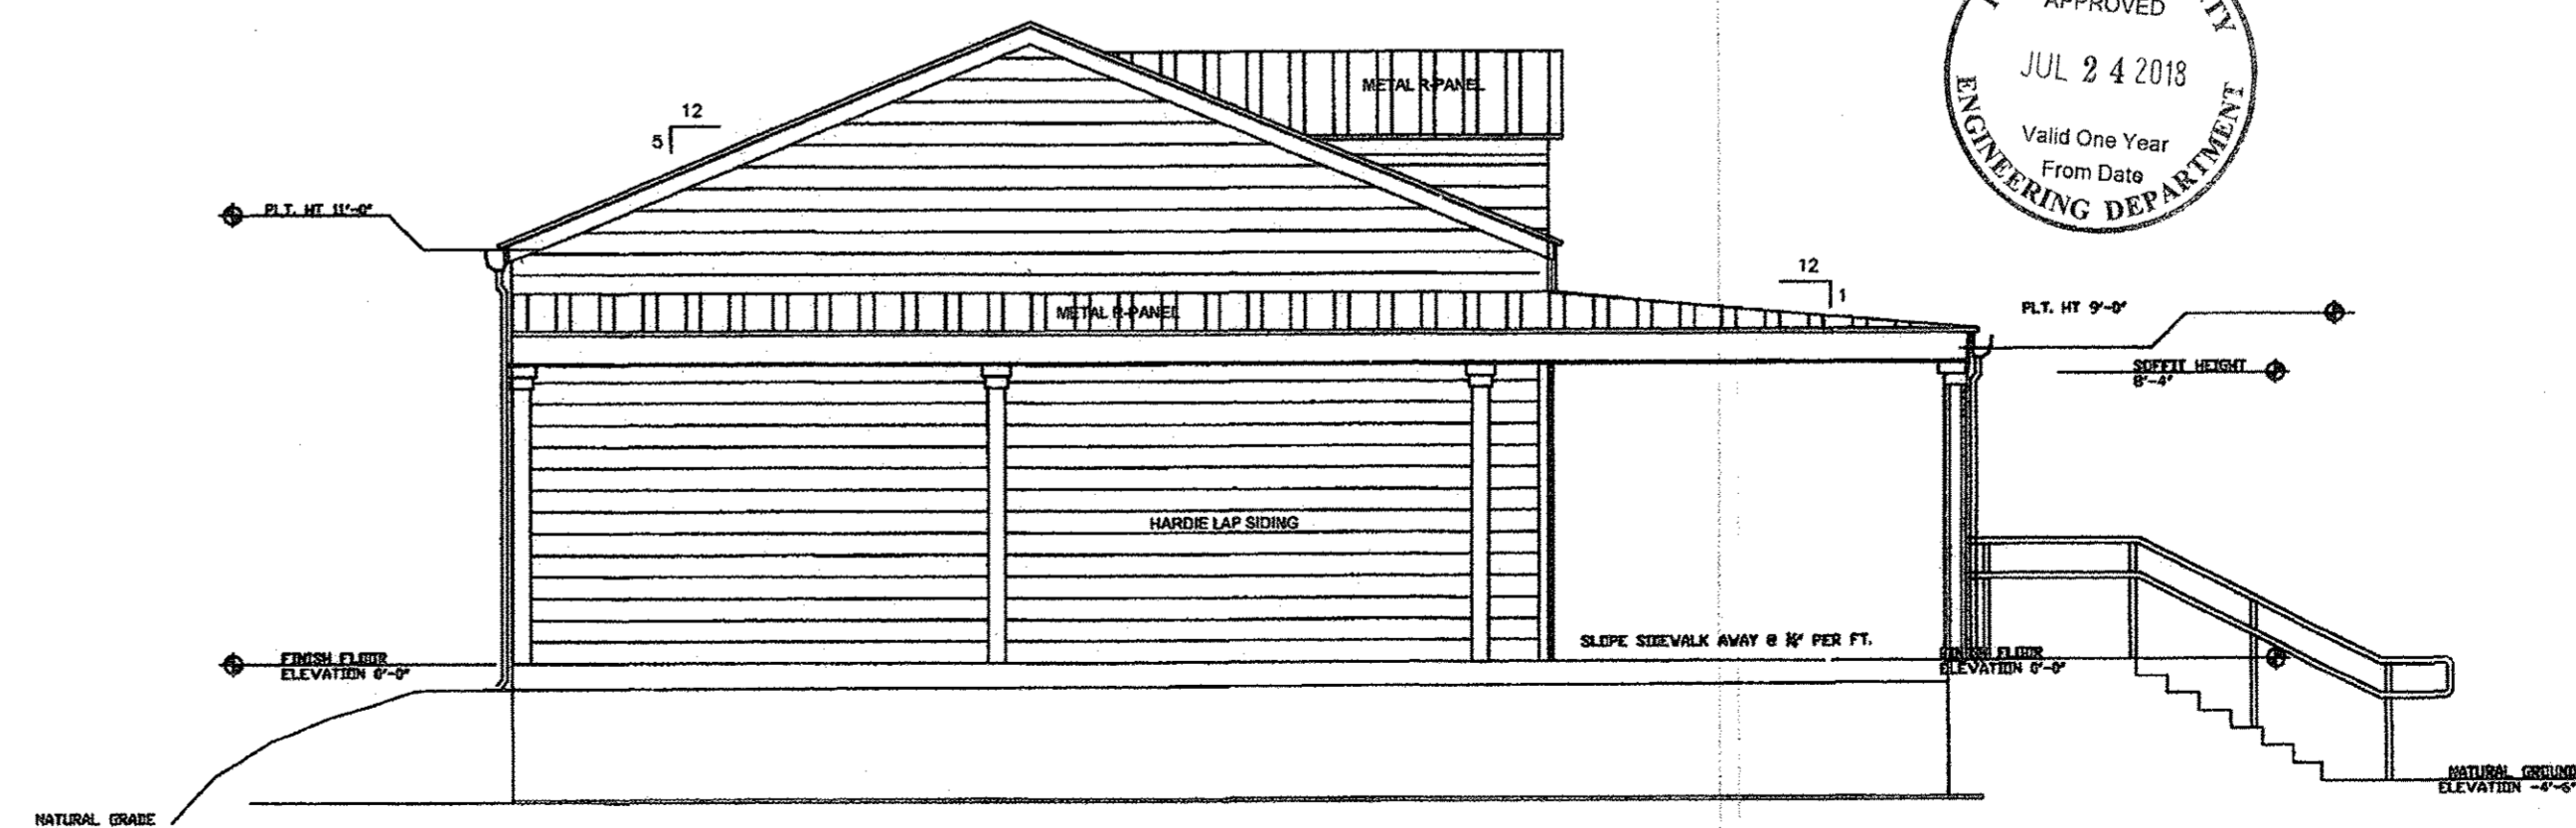 APPROVED
JUL 24 2018
Valid One Year
From Date
ENGINEERING DEPARTMENT
METAL R-PANEL
12
5
PLT. HT 11'-0"
12
1
METAL R-PANEL
PLT. HT 9'-0"
SOFFIT HEIGHT
8'-4"
HARDIE LAP SIDING
SLOPE SIDEWALK AWAY @ ¼" PER FT.
FINISH FLOOR
ELEVATION 0'-0"
FINISH FLOOR
ELEVATION 0'-0"
NATURAL GROUND
ELEVATION -4'-6"
NATURAL GRADE